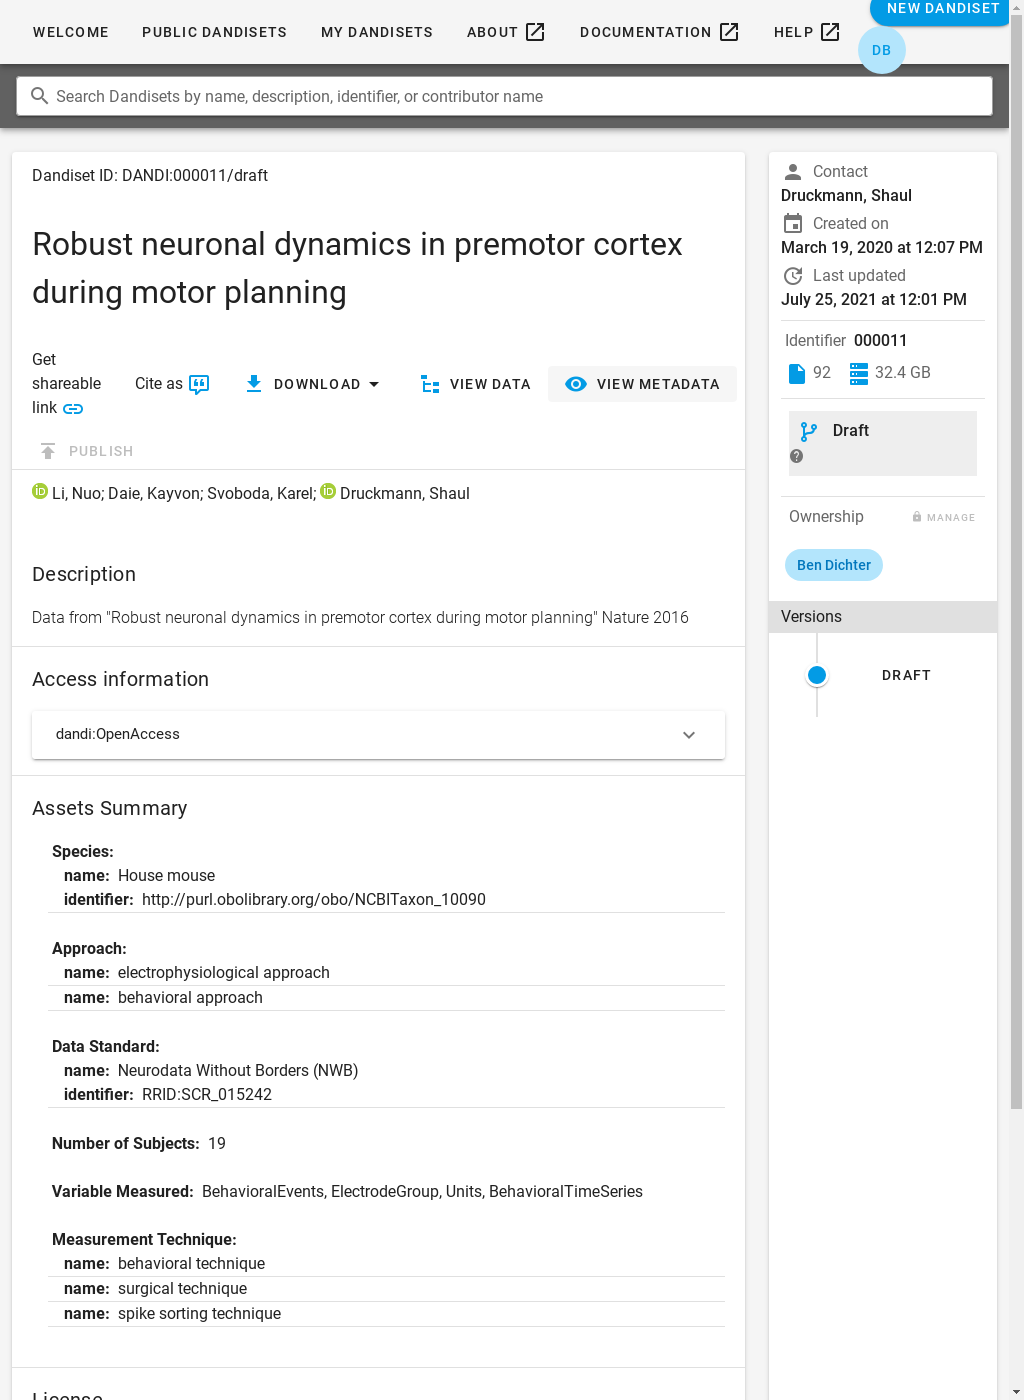 WELCOME
PUBLIC DANDISETS
MY DANDISETS
ABOUT
DOCUMENTATION
HELP
NEW DANDISET
DB
Search Dandisets by name, description, identifier, or contributor name
Dandiset ID: DANDI:000011/draft
Robust neuronal dynamics in premotor cortex
during motor planning
Get
shareable
link
Cite as
DOWNLOAD
VIEW DATA
VIEW METADATA
PUBLISH
iD Li, Nuo; Daie, Kayvon; Svoboda, Karel; iD Druckmann, Shaul
Description
Data from "Robust neuronal dynamics in premotor cortex during motor planning" Nature 2016
Access information
dandi:OpenAccess
Assets Summary
Species:
name: House mouse
identifier: http://purl.obolibrary.org/obo/NCBITaxon_10090
Approach:
name: electrophysiological approach
name: behavioral approach
Data Standard:
name: Neurodata Without Borders (NWB)
identifier: RRID:SCR_015242
Number of Subjects: 19
Variable Measured: BehavioralEvents, ElectrodeGroup, Units, BehavioralTimeSeries
Measurement Technique:
name: behavioral technique
name: surgical technique
name: spike sorting technique
License
Contact
Druckmann, Shaul
Created on
March 19, 2020 at 12:07 PM
Last updated
July 25, 2021 at 12:01 PM
Identifier 000011
92
32.4 GB
Draft
Ownership
MANAGE
Ben Dichter
Versions
DRAFT